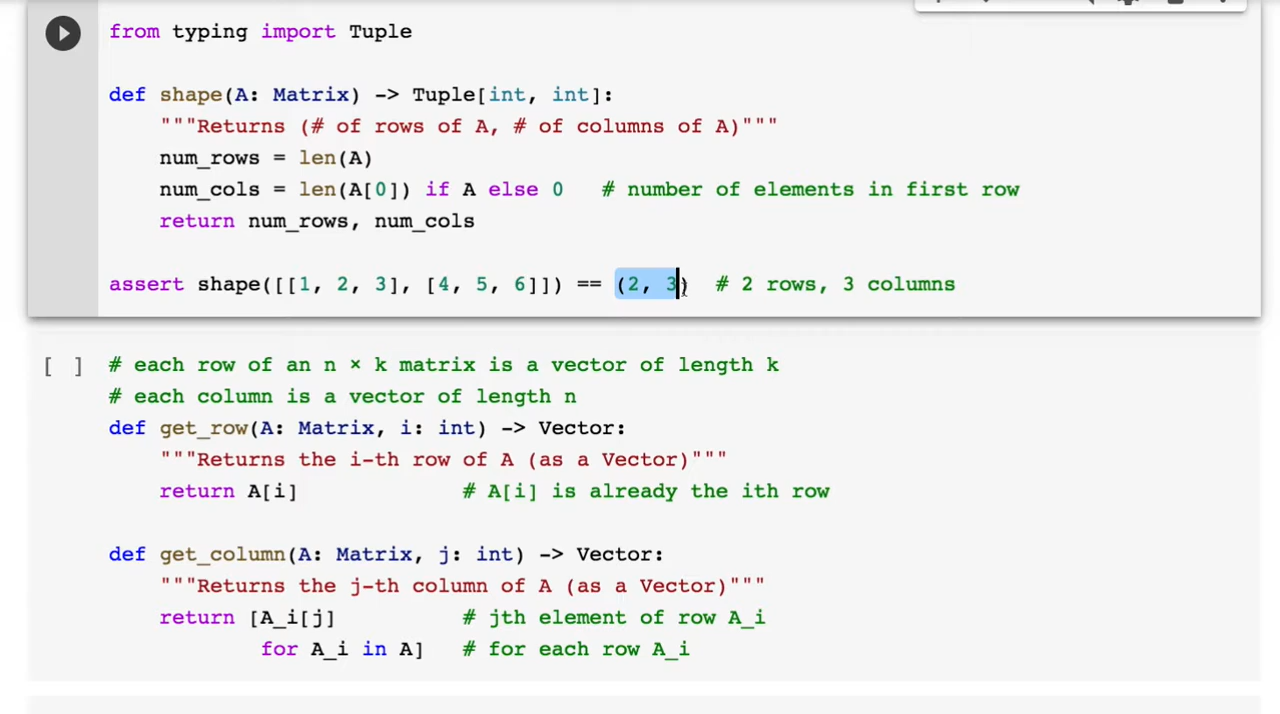 from typing import Tuple
def shape(A: Matrix) -> Tuple[int, int]:
"""Returns (# of rows of A, # of columns of A)"""
num_rows = len(A)
num_cols = len(A[0]) if A else 0   # number of elements in first row
return num_rows, num_cols
assert shape([[1, 2, 3], [4, 5, 6]]) == (2, 3)  # 2 rows, 3 columns
[ ] # each row of an n × k matrix is a vector of length k
# each column is a vector of length n
def get_row(A: Matrix, i: int) -> Vector:
"""Returns the i-th row of A (as a Vector)"""
return A[i]             # A[i] is already the ith row
def get_column(A: Matrix, j: int) -> Vector:
"""Returns the j-th column of A (as a Vector)"""
return [A_i[j]          # jth element of row A_i
for A_i in A]   # for each row A_i